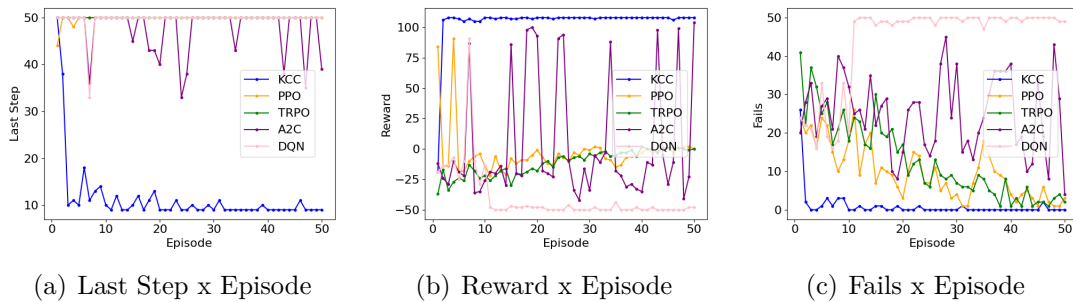 50
40
30
20
10
Last Step
0
10
20
30
40
50
Episode
KCC
PPO
TRPO
A2C
DQN
(a) Last Step x Episode
100
75
50
25
0
−25
−50
Reward
0
10
20
30
40
50
Episode
KCC
PPO
TRPO
A2C
DQN
(b) Reward x Episode
50
40
30
20
10
0
Fails
0
10
20
30
40
50
Episode
KCC
PPO
TRPO
A2C
DQN
(c) Fails x Episode